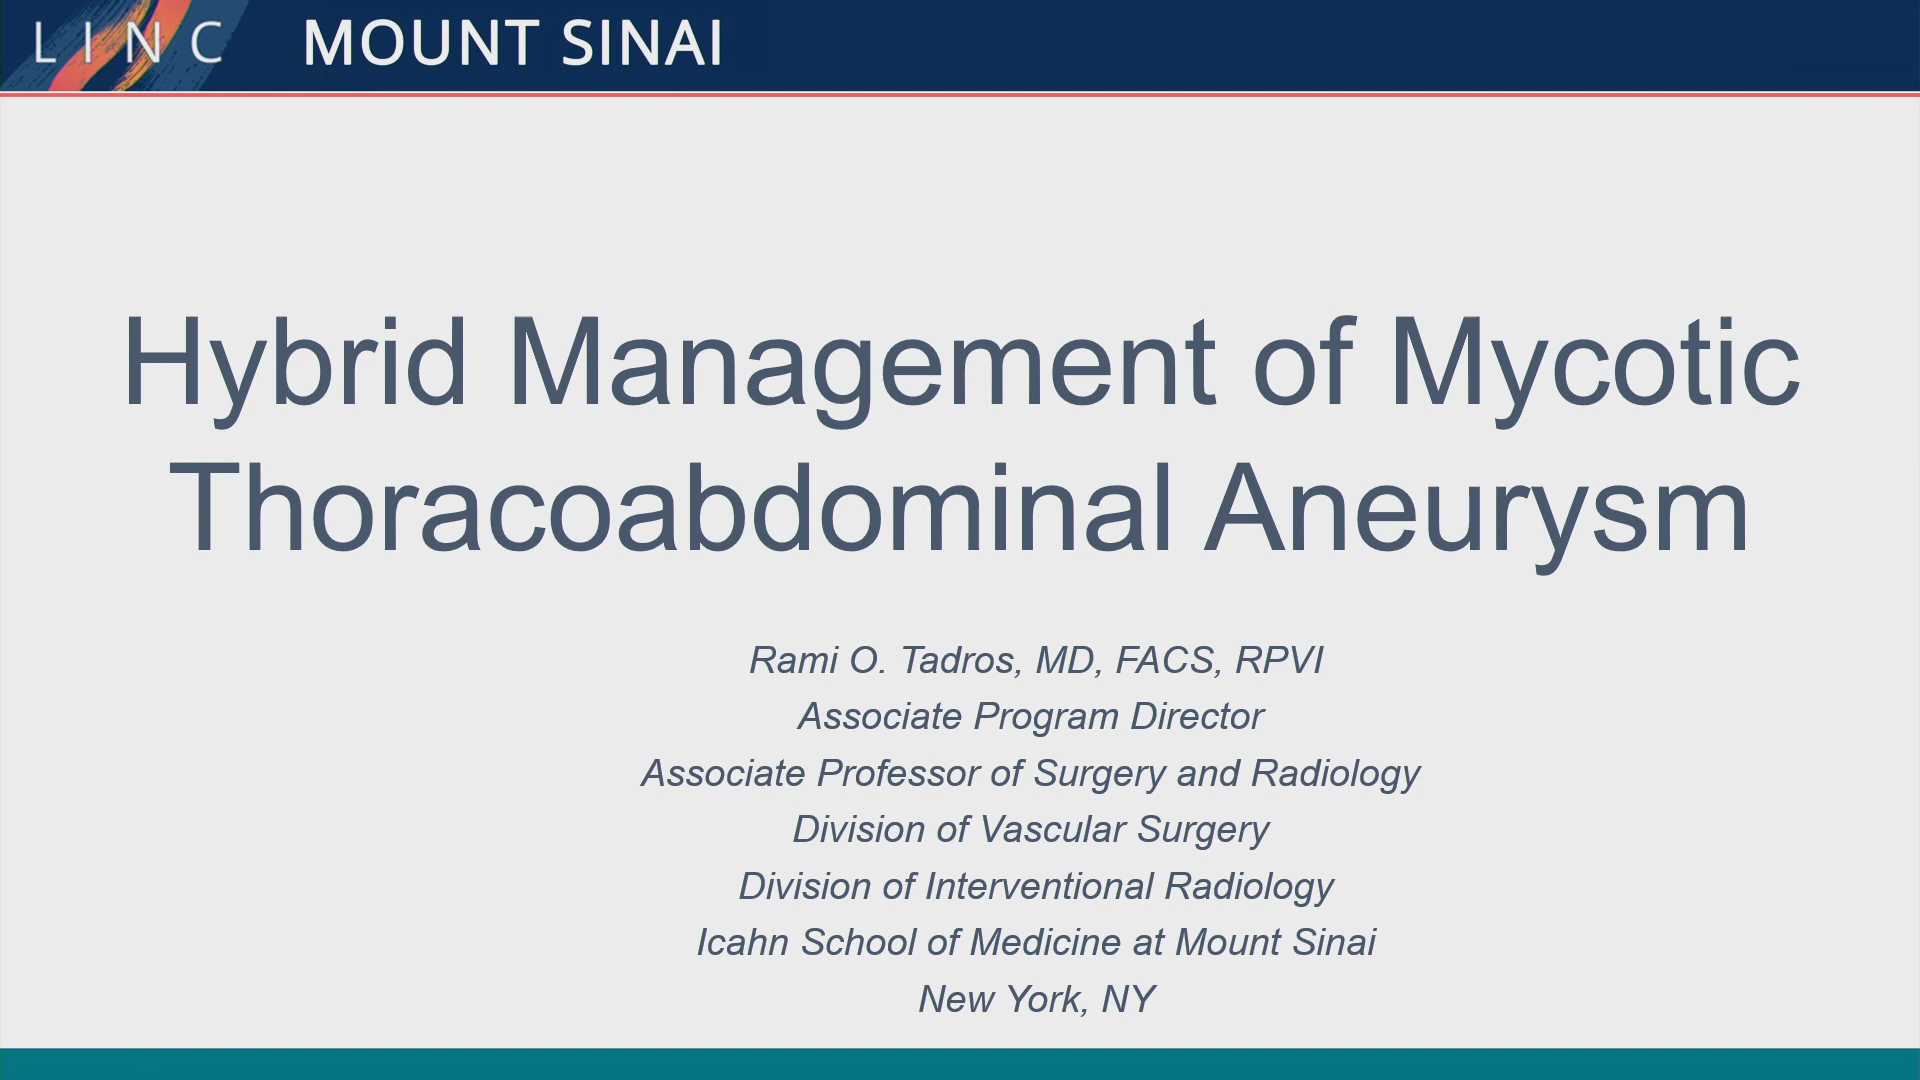 LINC MOUNT SINAI
Hybrid Management of Mycotic
Thoracoabdominal Aneurysm
Rami O. Tadros, MD, FACS, RPVI
Associate Program Director
Associate Professor of Surgery and Radiology
Division of Vascular Surgery
Division of Interventional Radiology
Icahn School of Medicine at Mount Sinai
New York, NY